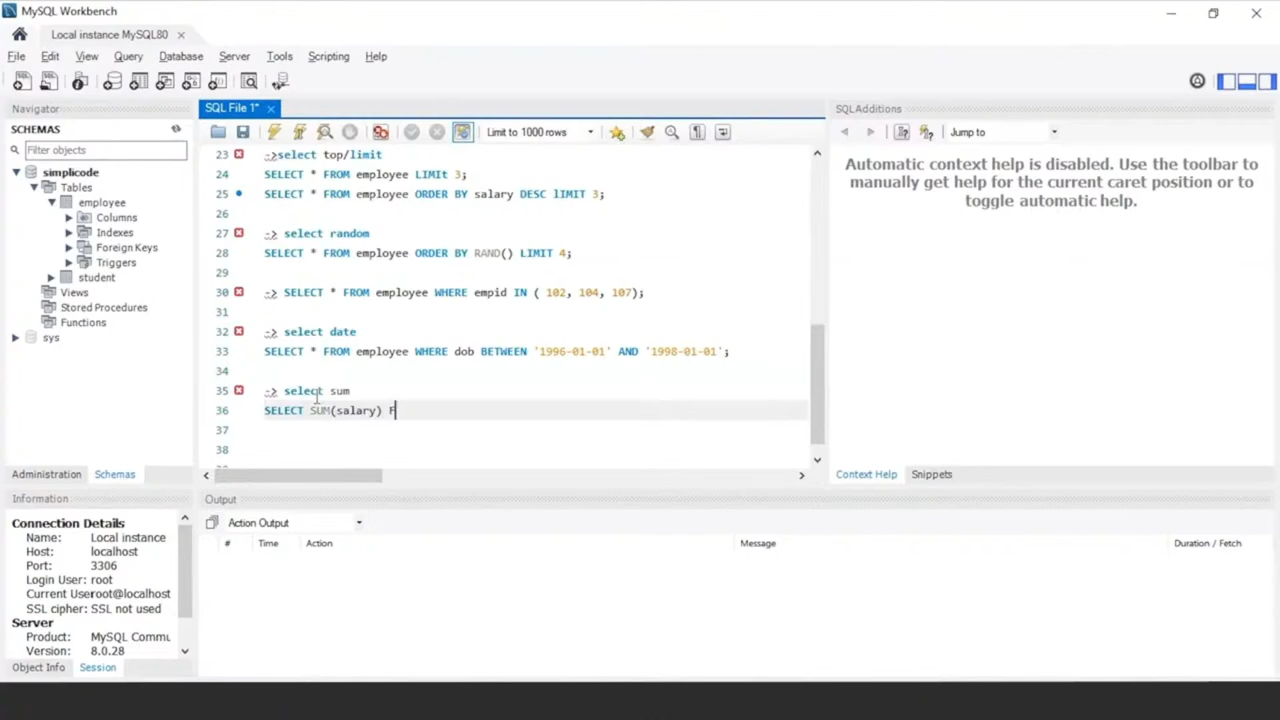 MySQL Workbench
Local instance MySQL80
File Edit View Query Database Server Tools Scripting Help
Navigator
SCHEMAS
Filter objects
simplicode
Tables
employee
Columns
Indexes
Foreign Keys
Triggers
student
Views
Stored Procedures
Functions
sys
Administration Schemas
Information
Connection Details
Name: Local instance
Host: localhost
Port: 3306
Login User: root
Current User root@localhost
SSL cipher: SSL not used
Server
Product: MySQL Commu
Version: 8.0.28
Object Info Session
SQL File 1*
Limit to 1000 rows
23 ->select top/limit
24 SELECT * FROM employee LIMIt 3;
25 SELECT * FROM employee ORDER BY salary DESC lIMIT 3;
26
27 -> select random
28 SELECT * FROM employee ORDER BY RAND() LIMIT 4;
29
30 -> SELECT * FROM employee WHERE empid IN ( 102, 104, 107);
31
32 -> select date
33 SELECT * FROM employee WHERE dob BETWEEN '1996-01-01' AND '1998-01-01';
34
35 -> select sum
36 SELECT SUM(salary) F
37
38
SQLAdditions
Jump to
Automatic context help is disabled. Use the toolbar to
manually get help for the current caret position or to
toggle automatic help.
Context Help Snippets
Output
Action Output
# Time Action Message Duration / Fetch